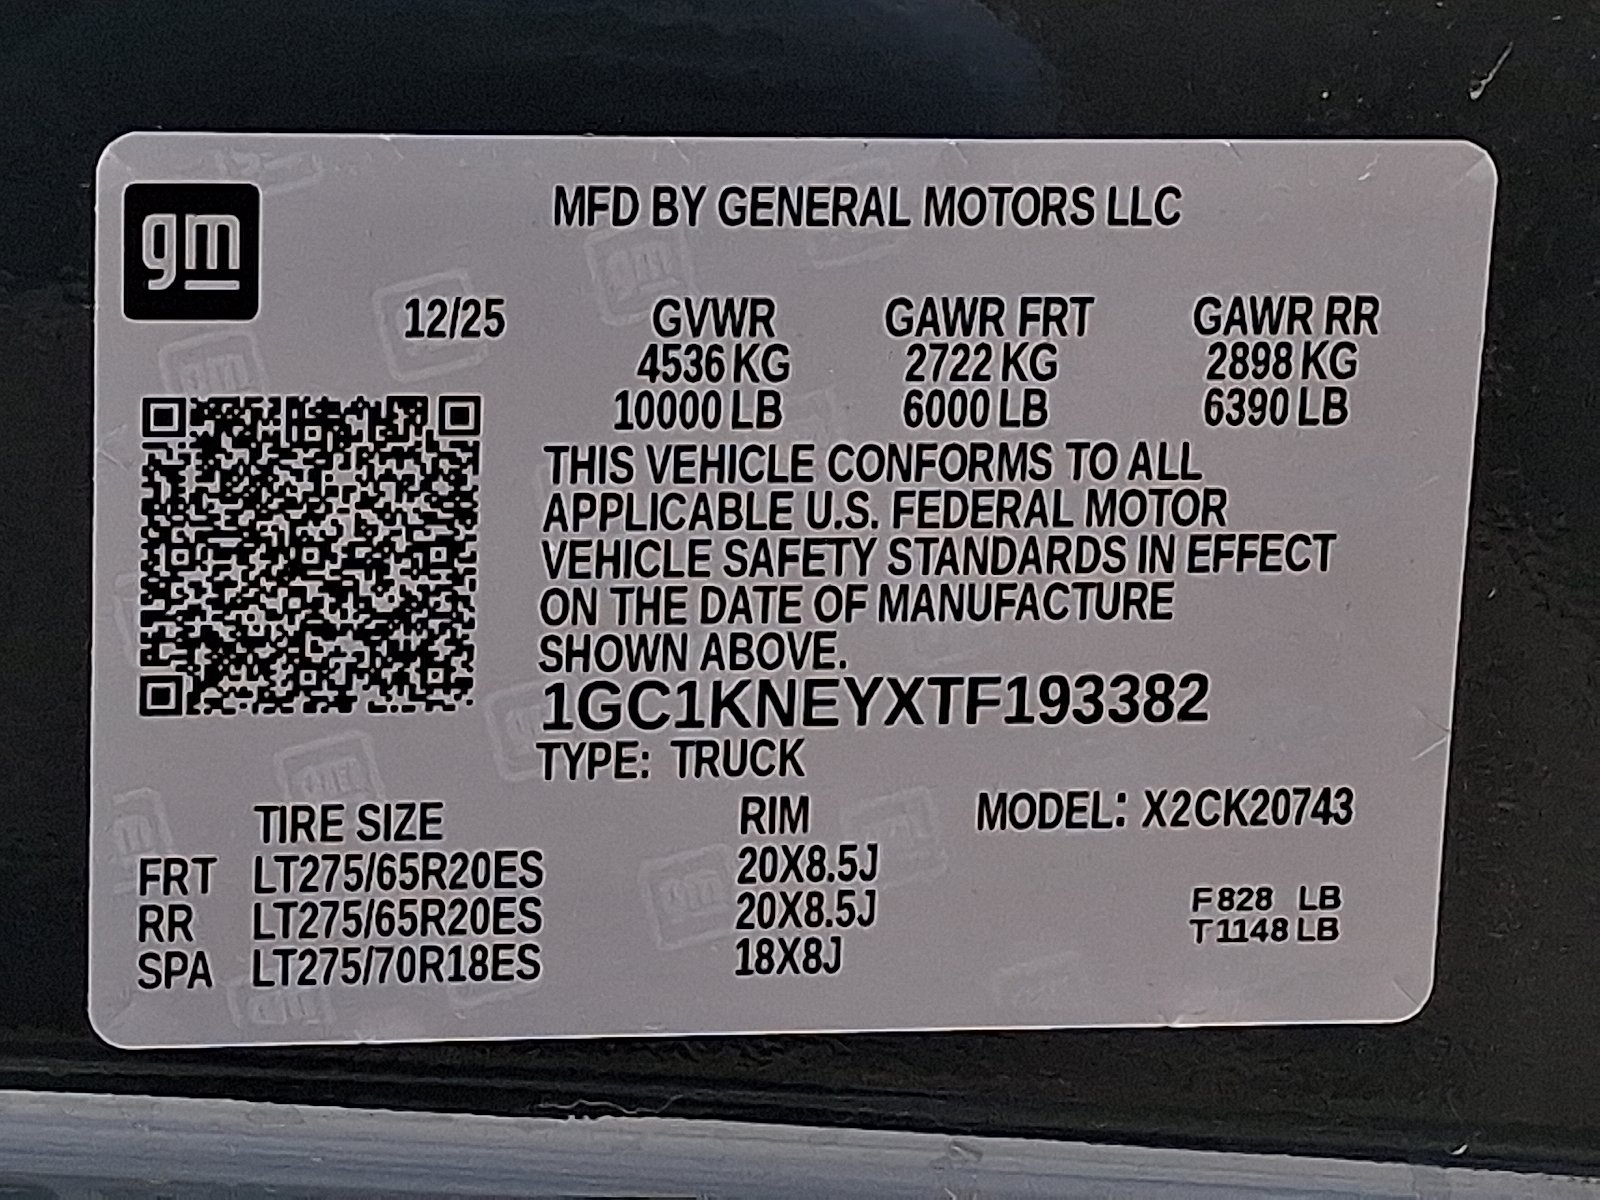 gm
MFD BY GENERAL MOTORS LLC
12/25 GVWR GAWR FRT GAWR RR
4536 KG 2722 KG 2898 KG
10000 LB 6000 LB 6390 LB
THIS VEHICLE CONFORMS TO ALL
APPLICABLE U.S. FEDERAL MOTOR
VEHICLE SAFETY STANDARDS IN EFFECT
ON THE DATE OF MANUFACTURE
SHOWN ABOVE.
1GC1KNEYXTF193382
TYPE: TRUCK
TIRE SIZE RIM MODEL: X2CK20743
FRT LT275/65R20ES 20X8.5J
RR LT275/65R20ES 20X8.5J
SPA LT275/70R18ES 18X8J
F 828 LB
T 1148 LB